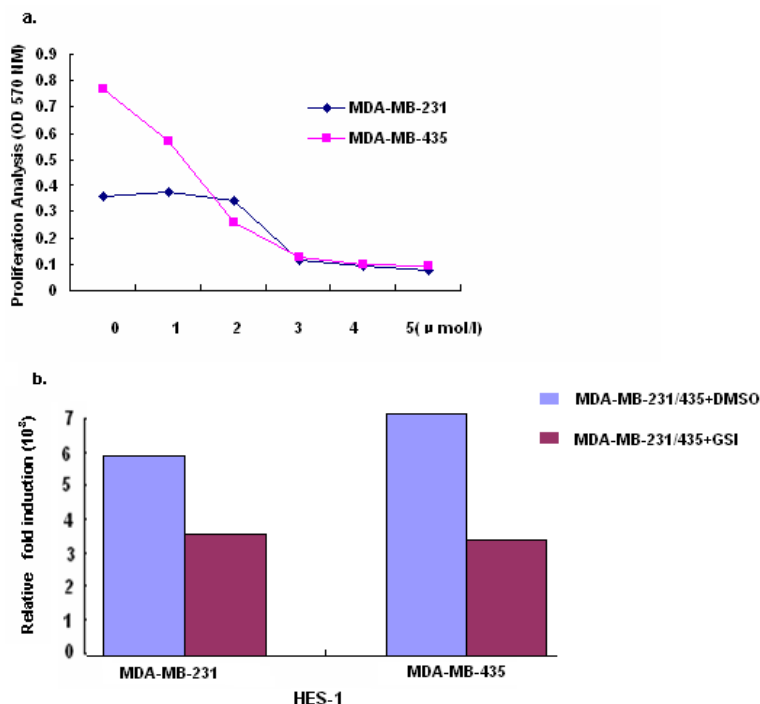 a.
Proliferation Analysis (OD 570 NM)
0.9
0.8
0.7
0.6
0.5
0.4
0.3
0.2
0.1
0
MDA-MB-231
MDA-MB-435
0 1 2 3 4 5( μ mol/l)
b.
Relative fold induction (10⁻²)
7
6
5
4
3
2
1
0
MDA-MB-231/435+DMSO
MDA-MB-231/435+GSI
MDA-MB-231 MDA-MB-435
HES-1